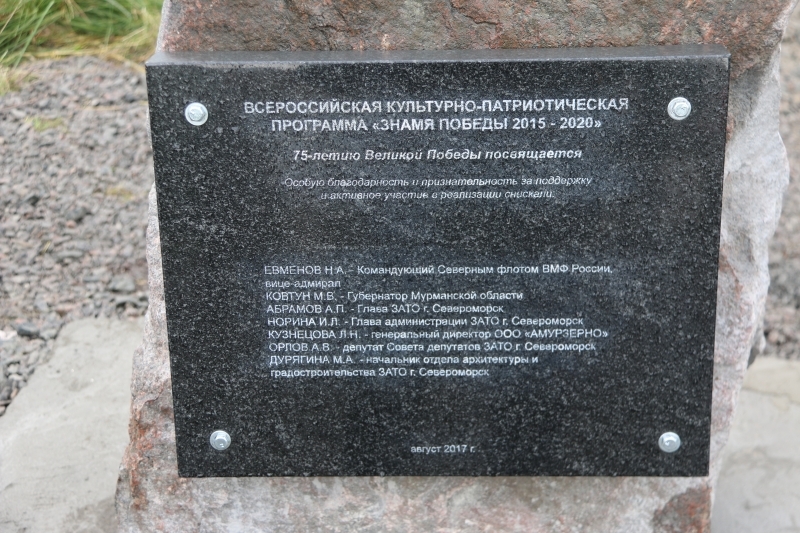 ВСЕРОССИЙСКАЯ КУЛЬТУРНО-ПАТРИОТИЧЕСКАЯ
ПРОГРАММА «ЗНАМЯ ПОБЕДЫ 2015 - 2020»
75-летию Великой Победы посвящается
Особую благодарность и признательность за поддержку
и активное участие в реализации снискали:
ЕВМЕНОВ Н.А. - Командующий Северным флотом ВМФ России,
вице-адмирал
КОВТУН М.В. - Губернатор Мурманской области
АБРАМОВ А.П. - Глава ЗАТО г. Североморск
НОРИНА И.Л. - Глава администрации ЗАТО г. Североморск
КУЗНЕЦОВА Л.Н. - генеральный директор ООО «АМУРЗЕРНО»
ОРЛОВ А.В. - депутат Совета депутатов ЗАТО г. Североморск
ДУРЯГИНА М.А. - начальник отдела архитектуры и
градостроительства ЗАТО г. Североморск
август 2017 г.